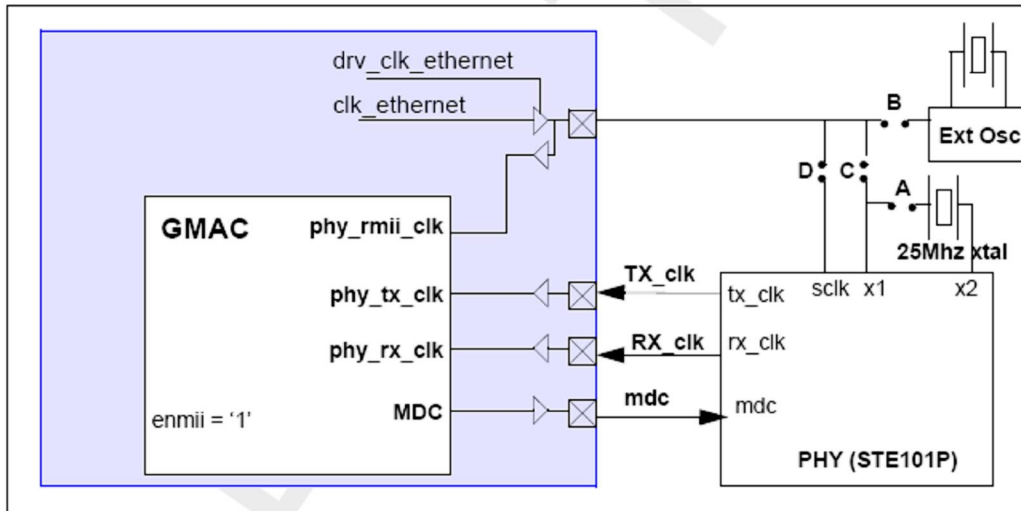 drv_clk_ethernet
clk_ethernet
B
Ext Osc
D
C
A
25Mhz xtal
GMAC
phy_rmii_clk
TX_clk
tx_clk
sclk
x1
x2
phy_tx_clk
RX_clk
rx_clk
phy_rx_clk
enmii = ‘1’
MDC
mdc
mdc
PHY (STE101P)